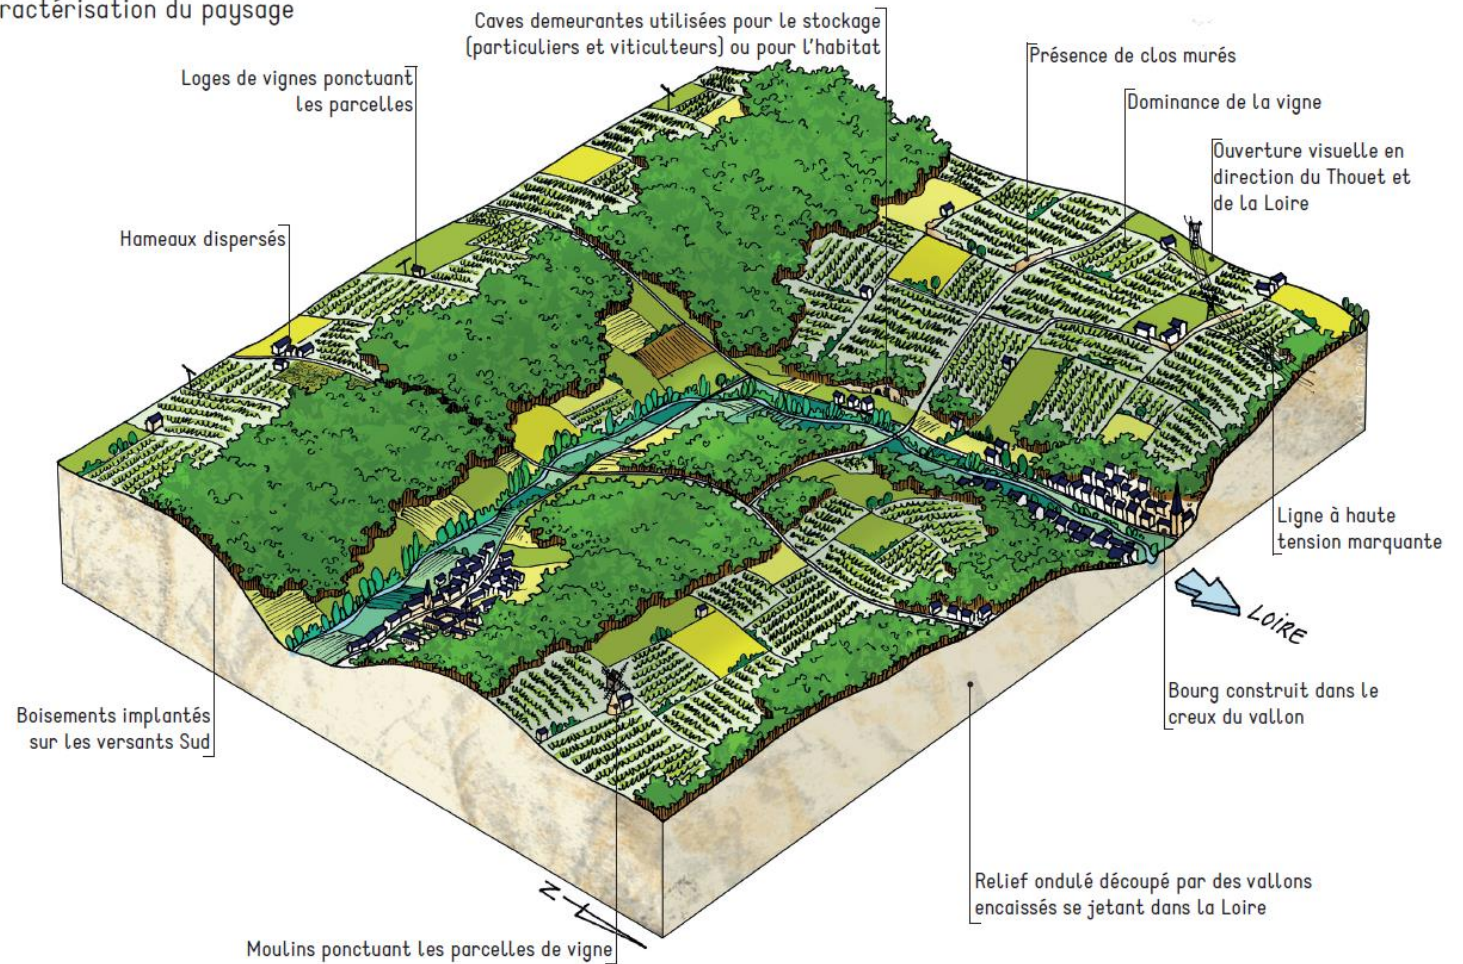 ractérisation du paysage
Caves demeurantes utilisées pour le stockage
(particuliers et viticulteurs) ou pour l'habitat
Présence de clos murés
Loges de vignes ponctuant
les parcelles
Dominance de la vigne
Ouverture visuelle en
direction du Thouet et
de la Loire
Hameaux dispersés
Ligne à haute
tension marquante
LOIRE
Boisements implantés
sur les versants Sud
Bourg construit dans le
creux du vallon
Relief ondulé découpé par des vallons
encaissés se jetant dans la Loire
N
Moulins ponctuant les parcelles de vigne